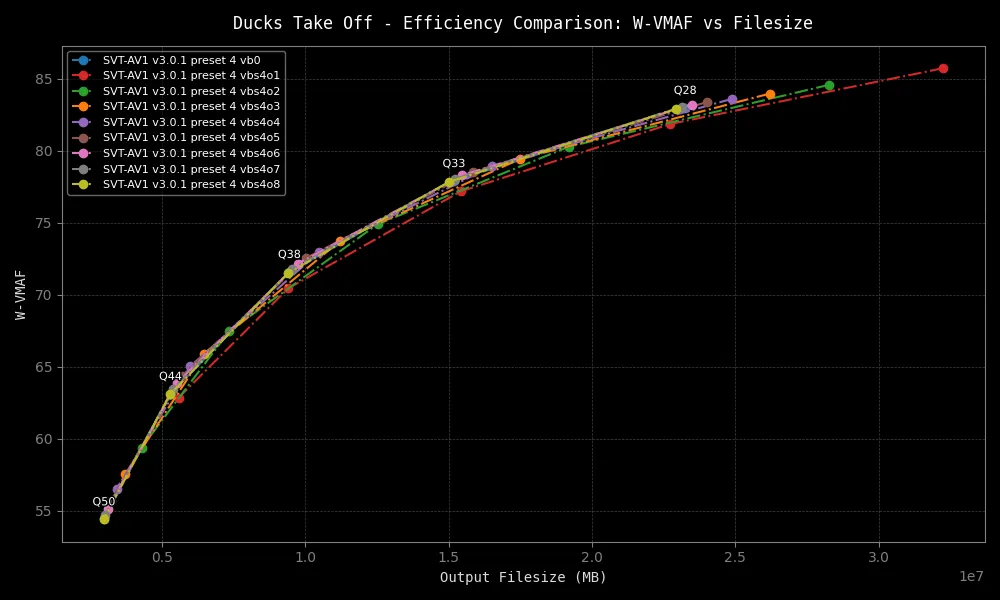 Ducks Take Off - Efficiency Comparison: W-VMAF vs Filesize
SVT-AV1 v3.0.1 preset 4 vb0
SVT-AV1 v3.0.1 preset 4 vbs4o1
SVT-AV1 v3.0.1 preset 4 vbs4o2
SVT-AV1 v3.0.1 preset 4 vbs4o3
SVT-AV1 v3.0.1 preset 4 vbs4o4
SVT-AV1 v3.0.1 preset 4 vbs4o5
SVT-AV1 v3.0.1 preset 4 vbs4o6
SVT-AV1 v3.0.1 preset 4 vbs4o7
SVT-AV1 v3.0.1 preset 4 vbs4o8
Q28
Q33
Q38
Q44
Q50
85
80
75
70
65
60
55
W-VMAF
0.5 1.0 1.5 2.0 2.5 3.0
1e7
Output Filesize (MB)